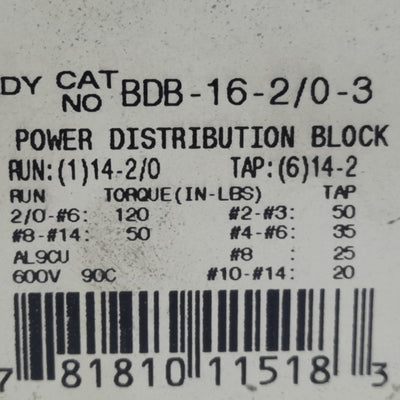 DY CAT NO BDB-16-2/0-3
POWER DISTRIBUTION BLOCK
RUN:(1)14-2/0 TAP:(6)14-2
RUN TORQUE(IN-LBS) TAP
2/0-#6: 120 #2-#3: 50
#8-#14: 50 #4-#6: 35
AL9CU #8 : 25
600V 90C #10-#14: 20
7 81810 11518 3